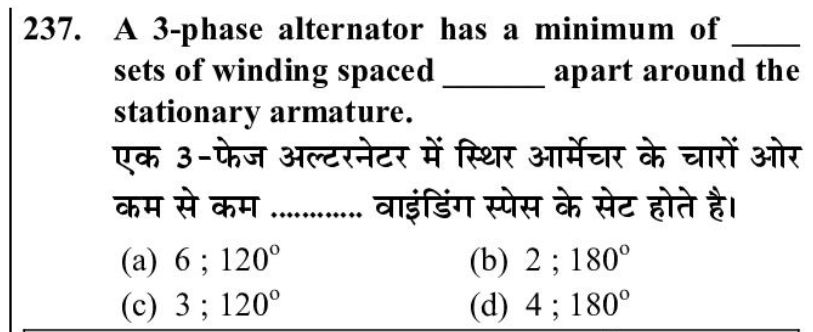 237. A 3-phase alternator has a minimum of ____
sets of winding spaced ______ apart around the
stationary armature.
एक 3-फेज अल्टरनेटर में स्थिर आर्मेचर के चारों ओर
कम से कम ............. वाइंडिंग स्पेस के सेट होते है।
(a) 6 ; 120° (b) 2 ; 180°
(c) 3 ; 120° (d) 4 ; 180°